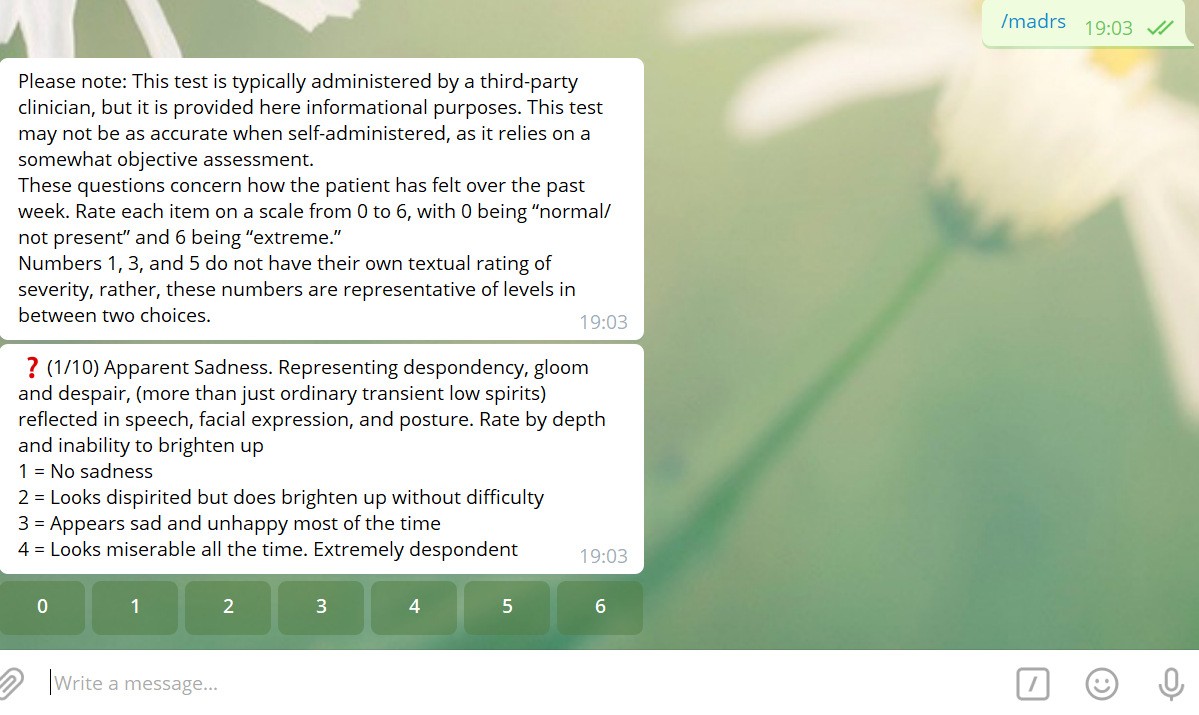 /madrs 19:03
Please note: This test is typically administered by a third-party
clinician, but it is provided here informational purposes. This test
may not be as accurate when self-administered, as it relies on a
somewhat objective assessment.
These questions concern how the patient has felt over the past
week. Rate each item on a scale from 0 to 6, with 0 being “normal/
not present” and 6 being “extreme.”
Numbers 1, 3, and 5 do not have their own textual rating of
severity, rather, these numbers are representative of levels in
between two choices.
19:03
❓ (1/10) Apparent Sadness. Representing despondency, gloom
and despair, (more than just ordinary transient low spirits)
reflected in speech, facial expression, and posture. Rate by depth
and inability to brighten up
1 = No sadness
2 = Looks dispirited but does brighten up without difficulty
3 = Appears sad and unhappy most of the time
4 = Looks miserable all the time. Extremely despondent
19:03
0 1 2 3 4 5 6
Write a message...